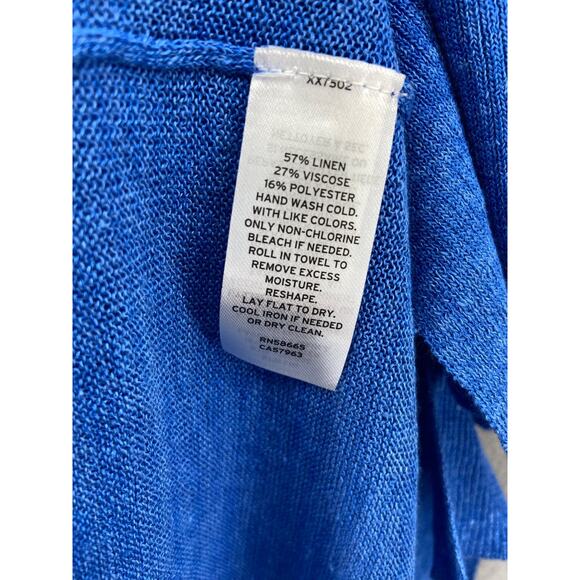 XX7502
57% LINEN
27% VISCOSE
16% POLYESTER
HAND WASH COLD.
WITH LIKE COLORS.
ONLY NON-CHLORINE
BLEACH IF NEEDED.
ROLL IN TOWEL TO
REMOVE EXCESS
MOISTURE.
RESHAPE.
LAY FLAT TO DRY.
COOL IRON IF NEEDED
OR DRY CLEAN.
RN58665
CA57963